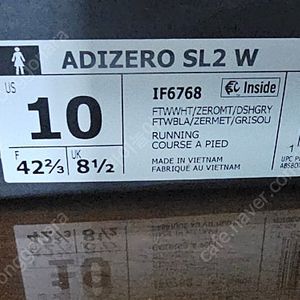 ADIZERO SL2 W
US
10
F
42⅔
UK
8½
IF6768
Inside
FTWWHT/ZEROMT/DSHGRY
FTWBLA/ZERMET/GRISOU
RUNNING
COURSE A PIED
MADE IN VIETNAM
FABRIQUE AU VIETNAM
UPC